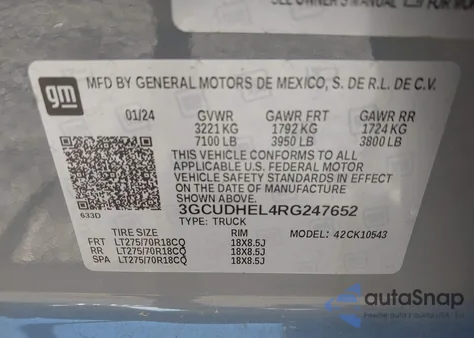 SEE OWNER'S MANUAL
gm
MFD BY GENERAL MOTORS DE MEXICO, S. DE R.L. DE C.V.
01/24 GVWR GAWR FRT GAWR RR
3221 KG 1792 KG 1724 KG
7100 LB 3950 LB 3800 LB
THIS VEHICLE CONFORMS TO ALL
APPLICABLE U.S. FEDERAL MOTOR
VEHICLE SAFETY STANDARDS IN EFFECT
ON THE DATE OF MANUFACTURE SHOWN ABOVE.
633D
3GCUDHEL4RG247652
TYPE: TRUCK
TIRE SIZE RIM MODEL: 42CK10543
FRT LT275/70R18CQ 18X8.5J
RR LT275/70R18CQ 18X8.5J
SPA LT275/70R18CQ 18X8.5J
autoSnap